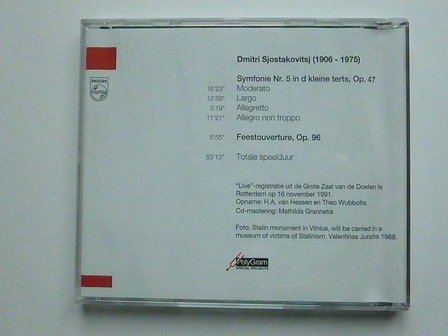 Dmitri Sjostakovitsj (1906 - 1975)
Symfonie Nr. 5 in d kleine terts, Op. 47
16'23" Moderato
12'59" Largo
5'19" Allegretto
11'21" Allegro non troppo
6'55" Feestouverture, Op. 96
53'13" Totale speelduur
PHILIPS
"Live"-registratie uit de Grote Zaal van de Doelen te
Rotterdam op 16 november 1991.
Opname: H.A. van Hessen en Theo Wubbolts
Cd-mastering: Mathilda Grannetia
Foto: Stalin monument in Vilnius, will be carried in a
museum of victims of Stalinism. Valentinas Juraitis 1988.
PolyGram
SPECIAL PROJECTS